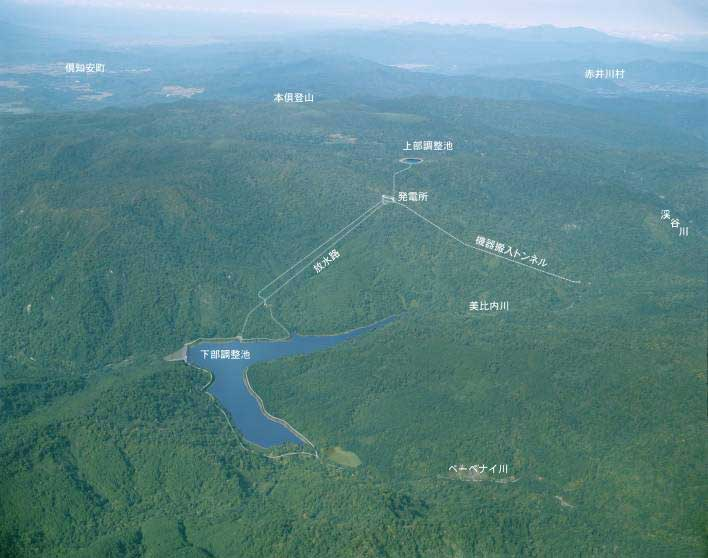 倶知安町
赤井川村
本倶登山
上部調整池
発電所
渓谷川
機器搬入トンネル
放水路
美比内川
下部調整池
ペーペナイ川